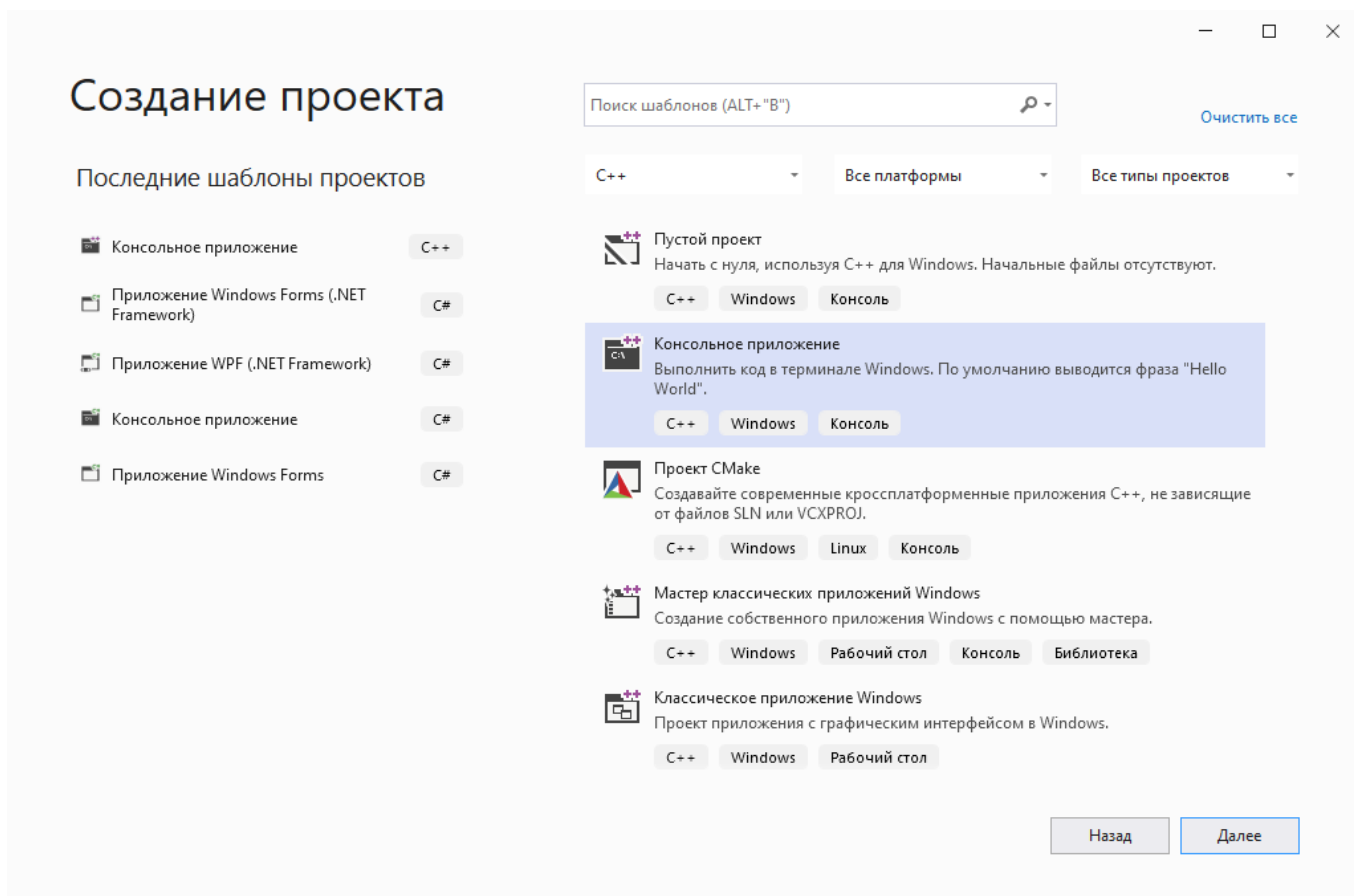 Создание проекта
Последние шаблоны проектов
Консольное приложение C++
Приложение Windows Forms (.NET
Framework) C#
Приложение WPF (.NET Framework) C#
Консольное приложение C#
Приложение Windows Forms C#
Поиск шаблонов (ALT+"В")
Очистить все
C++ Все платформы Все типы проектов
Пустой проект
Начать с нуля, используя C++ для Windows. Начальные файлы отсутствуют.
C++ Windows Консоль
C:\
Консольное приложение
Выполнить код в терминале Windows. По умолчанию выводится фраза "Hello
World".
C++ Windows Консоль
Проект CMake
Создавайте современные кроссплатформенные приложения C++, не зависящие
от файлов SLN или VCXPROJ.
C++ Windows Linux Консоль
Мастер классических приложений Windows
Создание собственного приложения Windows с помощью мастера.
C++ Windows Рабочий стол Консоль Библиотека
Классическое приложение Windows
Проект приложения с графическим интерфейсом в Windows.
C++ Windows Рабочий стол
Назад Далее